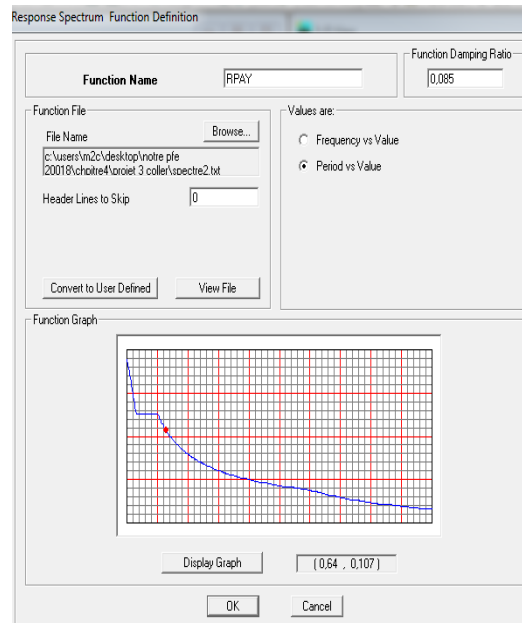 Response Spectrum Function Definition
Function Name
RPAY
Function Damping Ratio
0,085
Function File
File Name
Browse...
c:\users\m2c\desktop\notre pfe
20018\chpitre4\projet 3 coller\spectre2.txt
Header Lines to Skip
0
Convert to User Defined
View File
Values are:
Frequency vs Value
Period vs Value
Function Graph
Display Graph
(0,64 , 0,107)
OK
Cancel